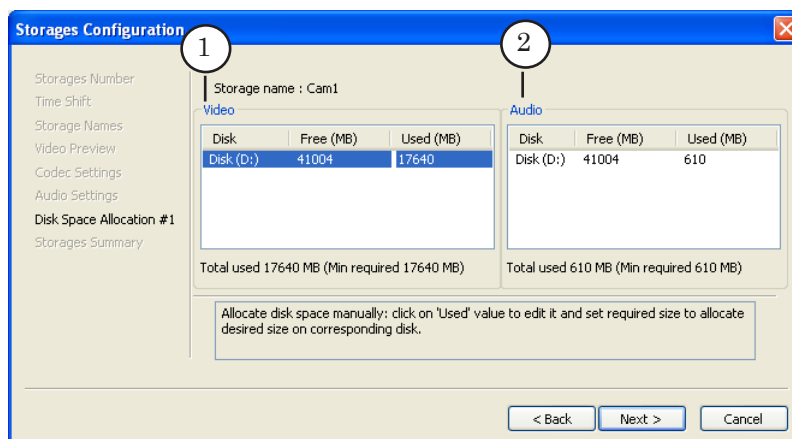 Storages Configuration
1
2
Storages Number
Time Shift
Storage Names
Video Preview
Codec Settings
Audio Settings
Disk Space Allocation #1
Storages Summary
Storage name : Cam1
Video
Disk Free (MB) Used (MB)
Disk (D:) 41004 17640
Total used 17640 MB (Min required 17640 MB)
Audio
Disk Free (MB) Used (MB)
Disk (D:) 41004 610
Total used 610 MB (Min required 610 MB)
Allocate disk space manually: click on 'Used' value to edit it and set required size to allocate
desired size on corresponding disk.
< Back Next > Cancel